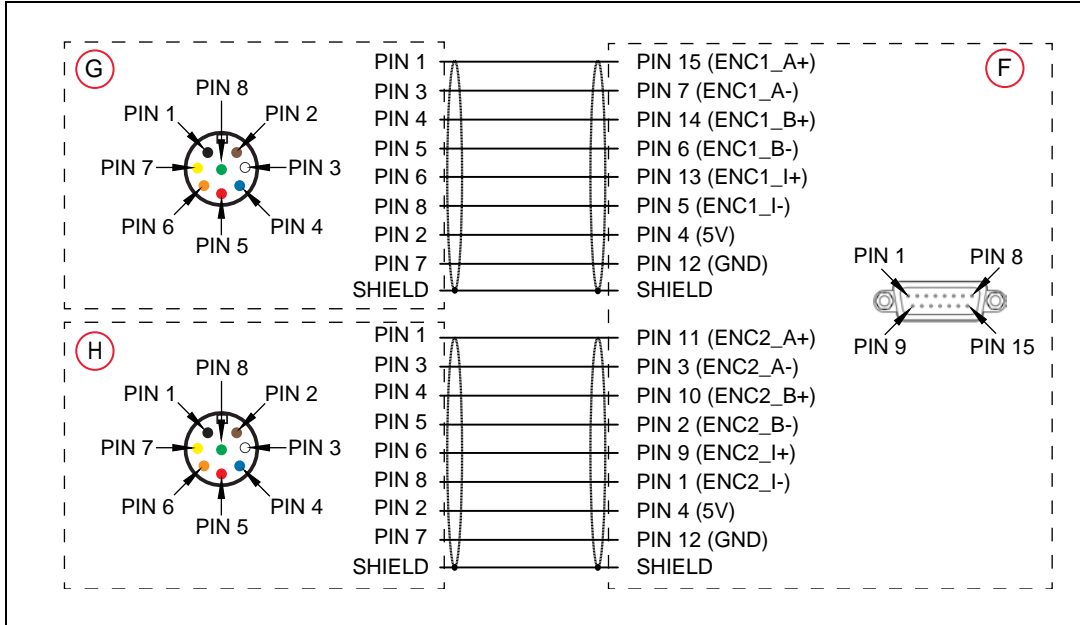 G
PIN 8
PIN 1
PIN 2
PIN 7
PIN 3
PIN 6
PIN 4
PIN 5
PIN 1 PIN 15 (ENC1_A+)
PIN 3 PIN 7 (ENC1_A-)
PIN 4 PIN 14 (ENC1_B+)
PIN 5 PIN 6 (ENC1_B-)
PIN 6 PIN 13 (ENC1_I+)
PIN 8 PIN 5 (ENC1_I-)
PIN 2 PIN 4 (5V)
PIN 7 PIN 12 (GND)
SHIELD SHIELD
F
PIN 1 PIN 8
PIN 9 PIN 15
H
PIN 8
PIN 1
PIN 2
PIN 7
PIN 3
PIN 6
PIN 4
PIN 5
PIN 1 PIN 11 (ENC2_A+)
PIN 3 PIN 3 (ENC2_A-)
PIN 4 PIN 10 (ENC2_B+)
PIN 5 PIN 2 (ENC2_B-)
PIN 6 PIN 9 (ENC2_I+)
PIN 8 PIN 1 (ENC2_I-)
PIN 2 PIN 4 (5V)
PIN 7 PIN 12 (GND)
SHIELD SHIELD